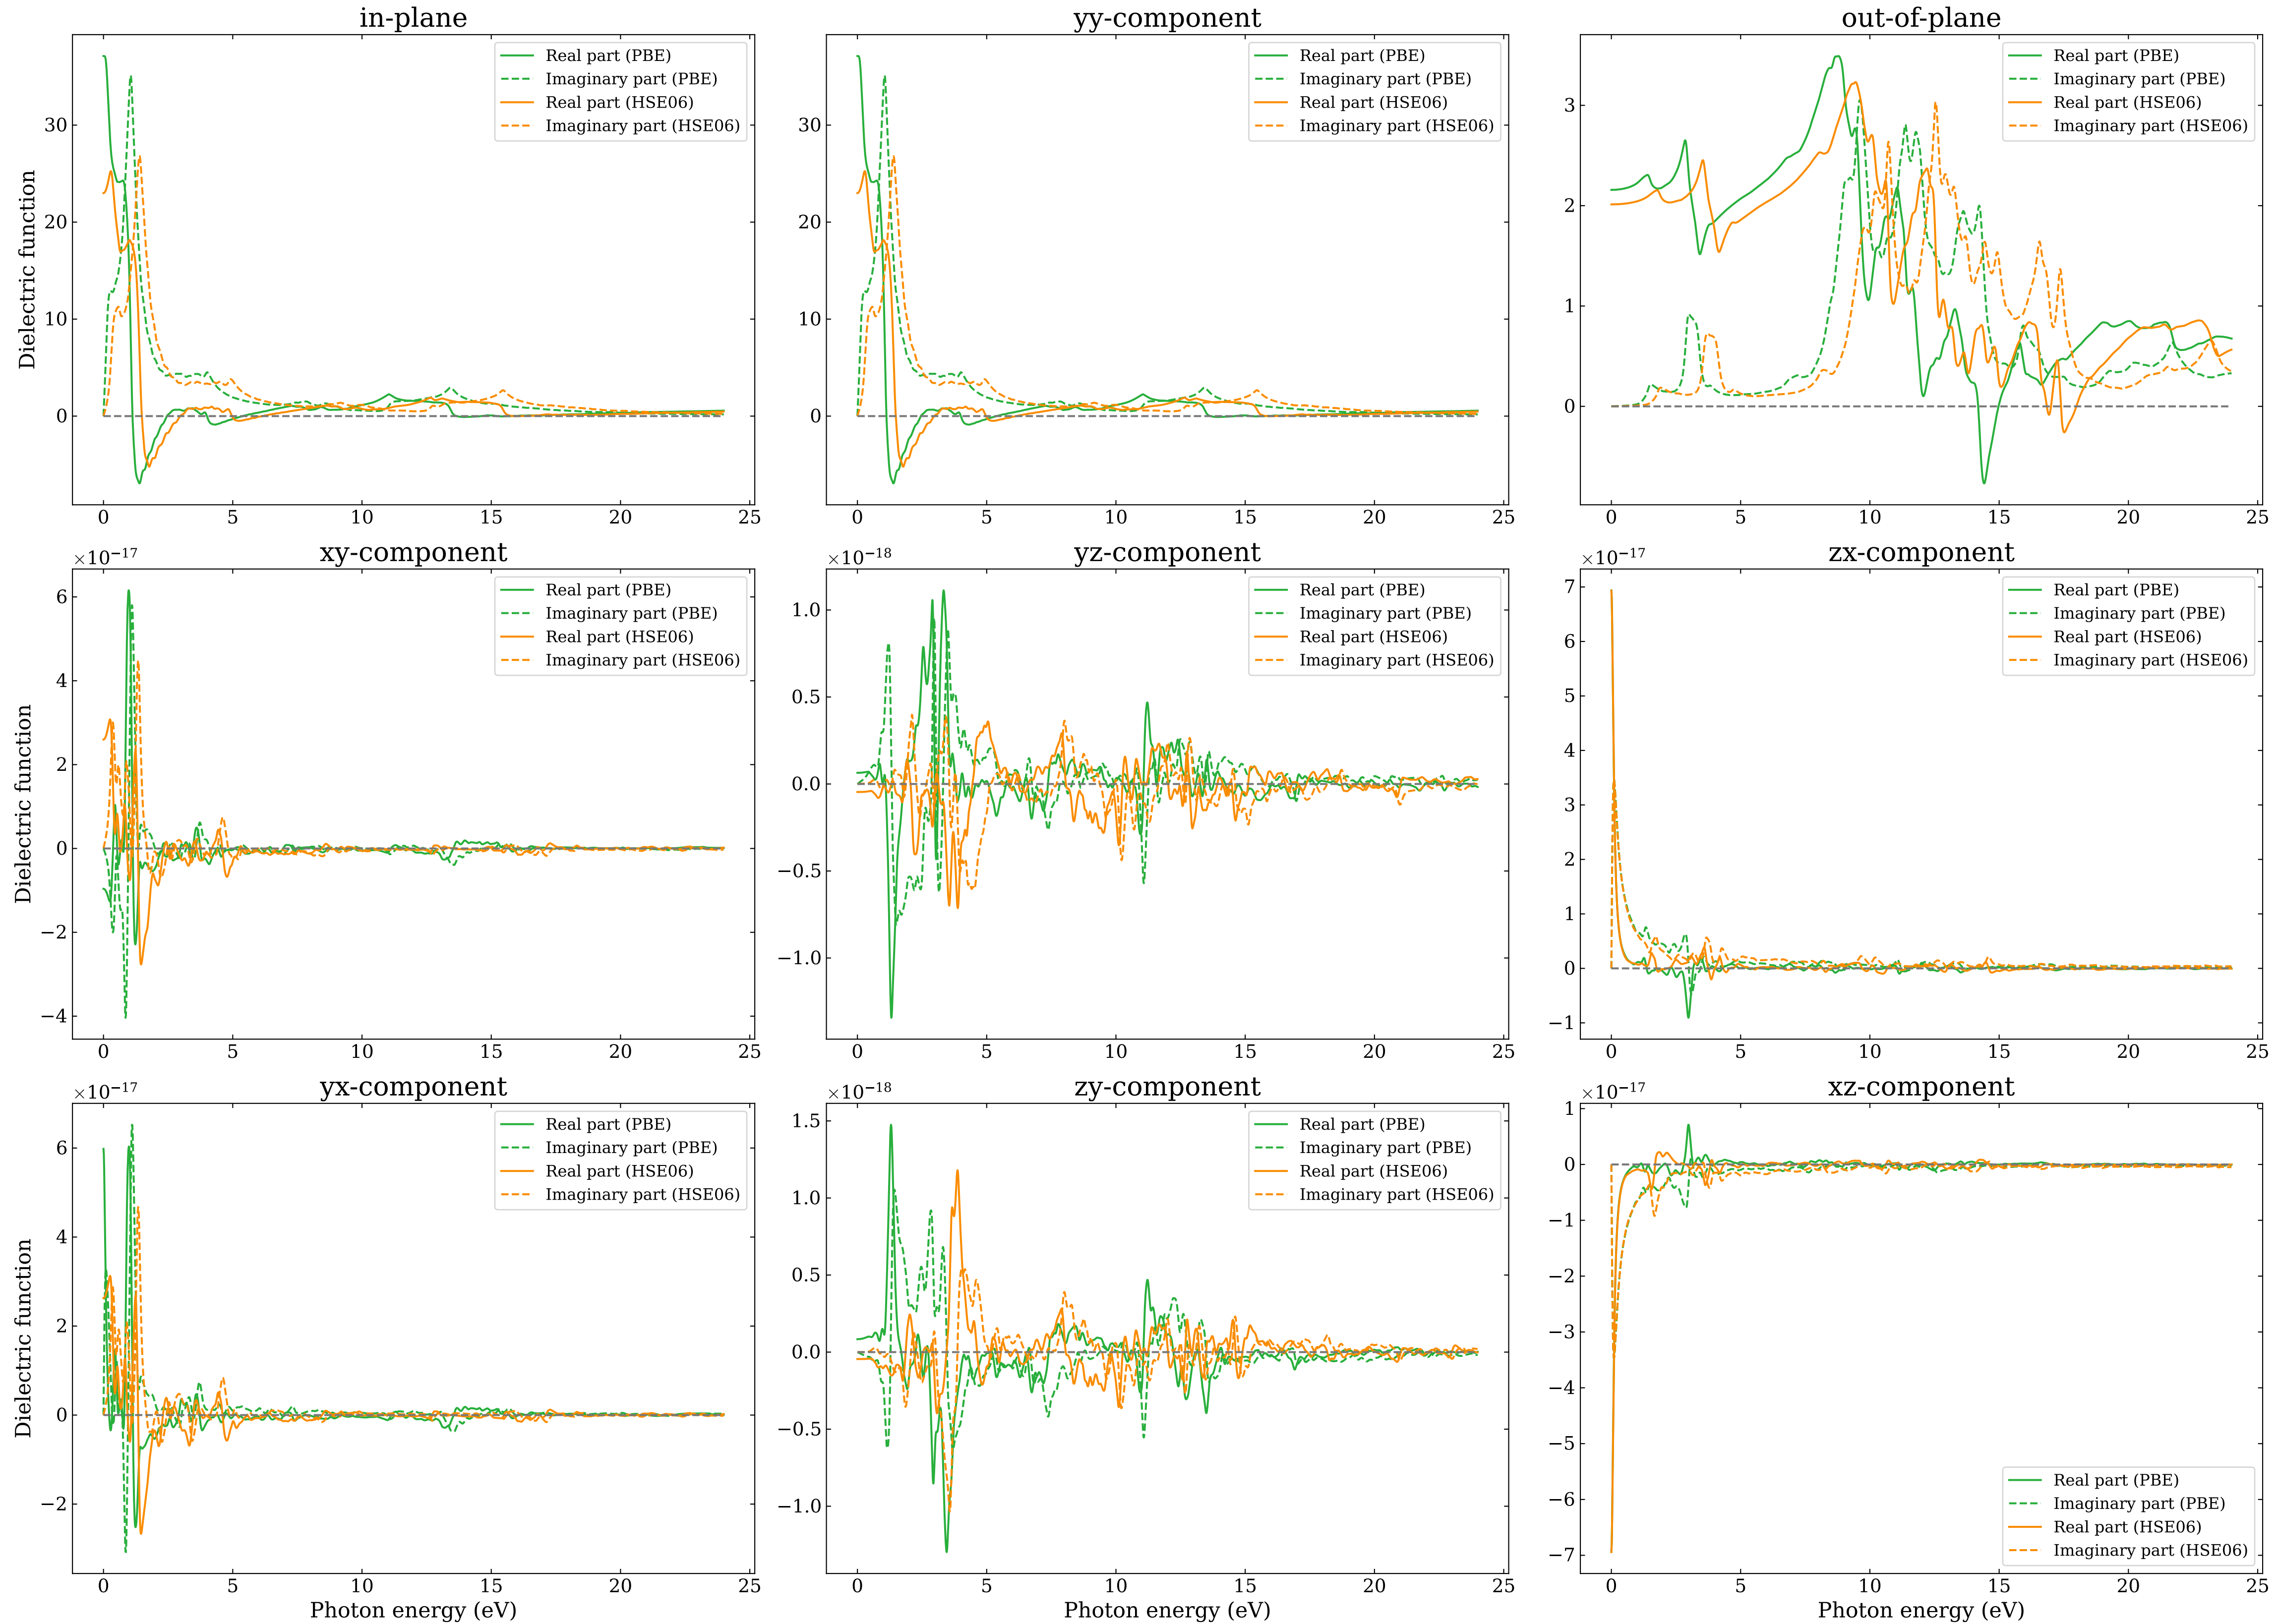 in-plane
Dielectric function
30
20
10
0
0 5 10 15 20 25
Real part (PBE)
Imaginary part (PBE)
Real part (HSE06)
Imaginary part (HSE06)
yy-component
30
20
10
0
0 5 10 15 20 25
Real part (PBE)
Imaginary part (PBE)
Real part (HSE06)
Imaginary part (HSE06)
out-of-plane
3
2
1
0
0 5 10 15 20 25
Real part (PBE)
Imaginary part (PBE)
Real part (HSE06)
Imaginary part (HSE06)
×10⁻¹⁷
xy-component
Dielectric function
6
4
2
0
−2
−4
0 5 10 15 20 25
Real part (PBE)
Imaginary part (PBE)
Real part (HSE06)
Imaginary part (HSE06)
×10⁻¹⁸
yz-component
1.0
0.5
0.0
−0.5
−1.0
0 5 10 15 20 25
Real part (PBE)
Imaginary part (PBE)
Real part (HSE06)
Imaginary part (HSE06)
×10⁻¹⁷
zx-component
7
6
5
4
3
2
1
0
−1
0 5 10 15 20 25
Real part (PBE)
Imaginary part (PBE)
Real part (HSE06)
Imaginary part (HSE06)
×10⁻¹⁷
yx-component
Dielectric function
6
4
2
0
−2
0 5 10 15 20 25
Photon energy (eV)
Real part (PBE)
Imaginary part (PBE)
Real part (HSE06)
Imaginary part (HSE06)
×10⁻¹⁸
zy-component
1.5
1.0
0.5
0.0
−0.5
−1.0
0 5 10 15 20 25
Photon energy (eV)
Real part (PBE)
Imaginary part (PBE)
Real part (HSE06)
Imaginary part (HSE06)
×10⁻¹⁷
xz-component
1
0
−1
−2
−3
−4
−5
−6
−7
0 5 10 15 20 25
Photon energy (eV)
Real part (PBE)
Imaginary part (PBE)
Real part (HSE06)
Imaginary part (HSE06)